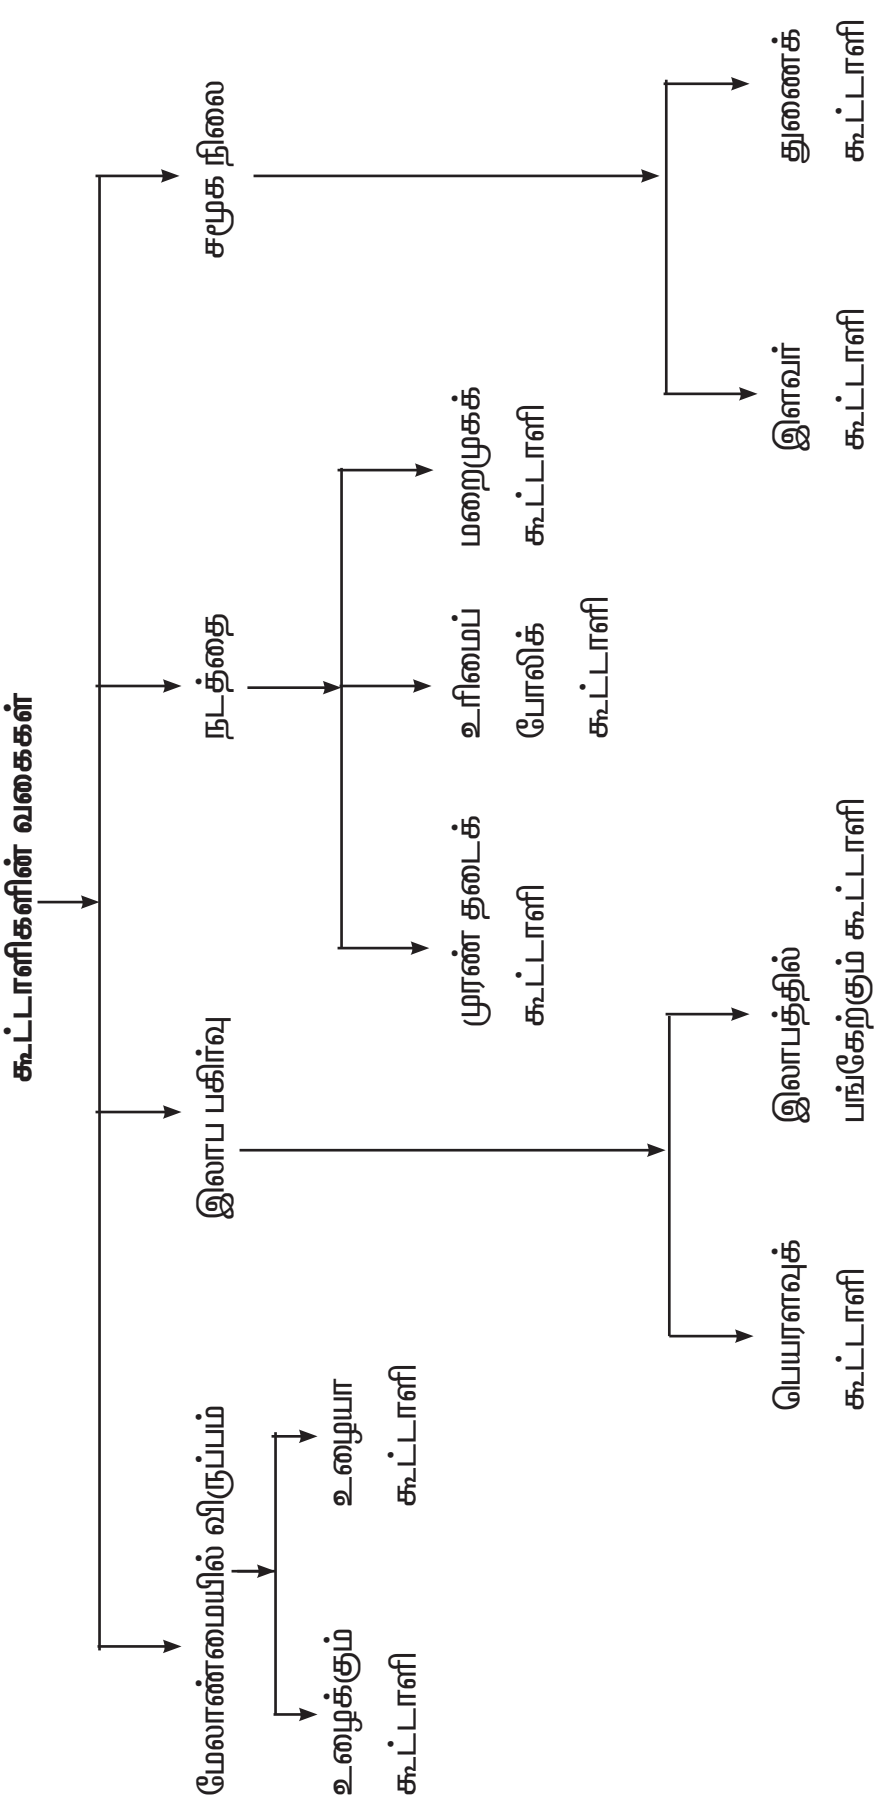 கூட்டாளிகளின் வகைகள்
மேலாண்மையில் விருப்பம்
இலாப பகிர்வு
நடத்தை
சமூக நிலை
உழைக்கும்
கூட்டாளி
உழையா
கூட்டாளி
பெயரளவுக்
கூட்டாளி
இலாபத்தில்
பங்கேற்கும் கூட்டாளி
முரண் தடைக்
கூட்டாளி
உரிமைப்
போலிக்
கூட்டாளி
மறைமுகக்
கூட்டாளி
இளவர்
கூட்டாளி
துணைக்
கூட்டாளி